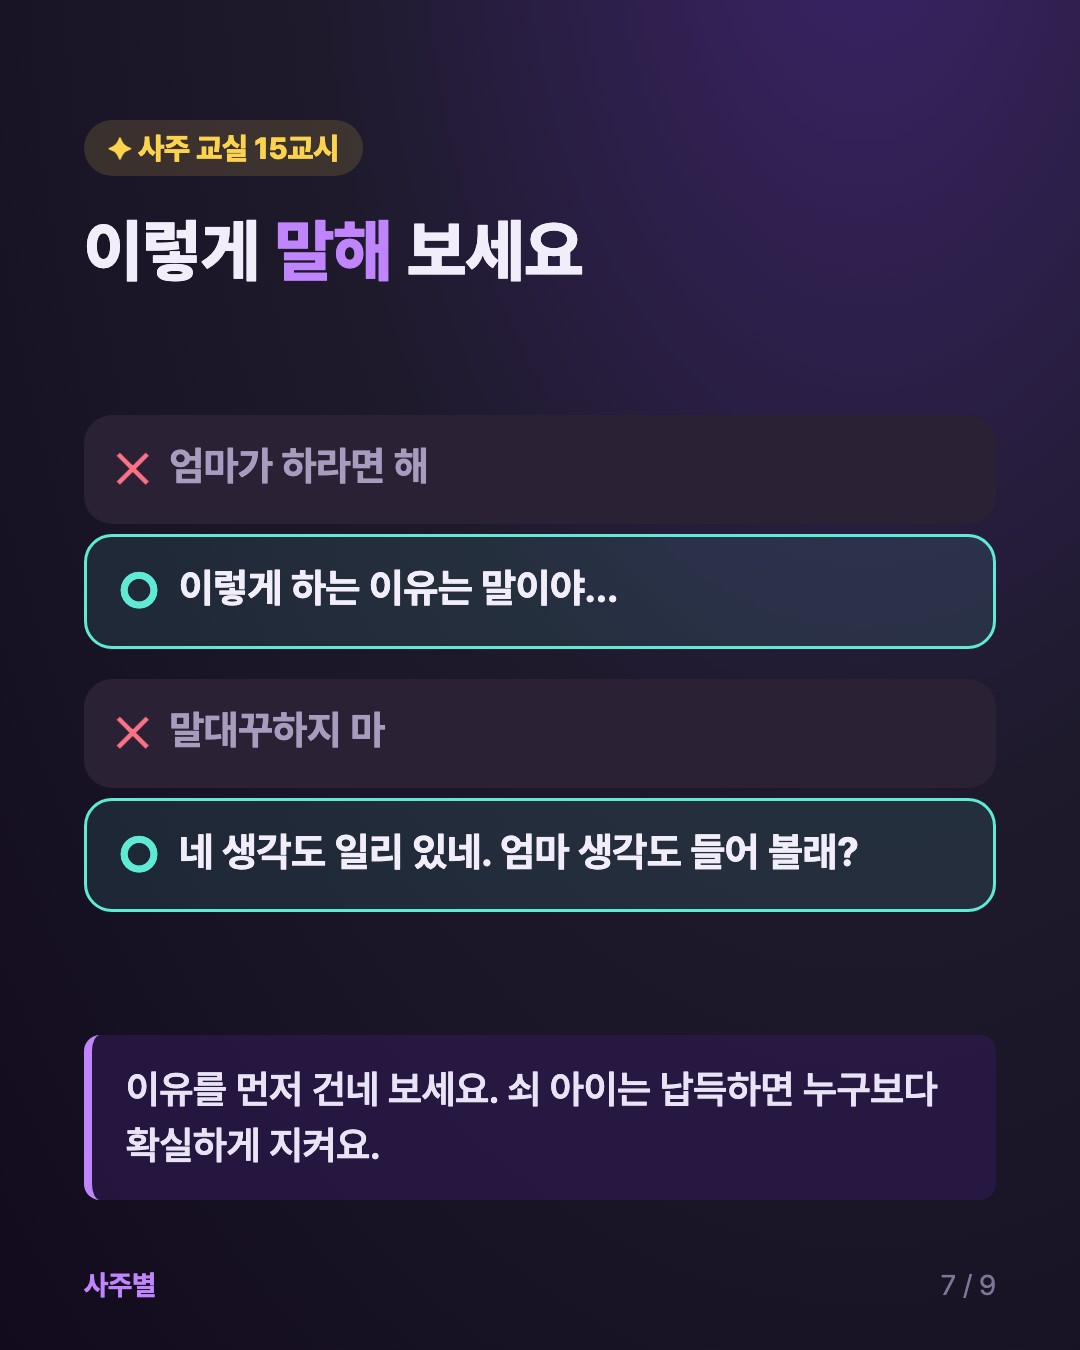 ✦ 사주 교실 15교시
이렇게 말해 보세요
✕ 엄마가 하라면 해
○ 이렇게 하는 이유는 말이야...
✕ 말대꾸하지 마
○ 네 생각도 일리 있네. 엄마 생각도 들어 볼래?
이유를 먼저 건네 보세요. 쇠 아이는 납득하면 누구보다
확실하게 지켜요.
사주별
7 / 9